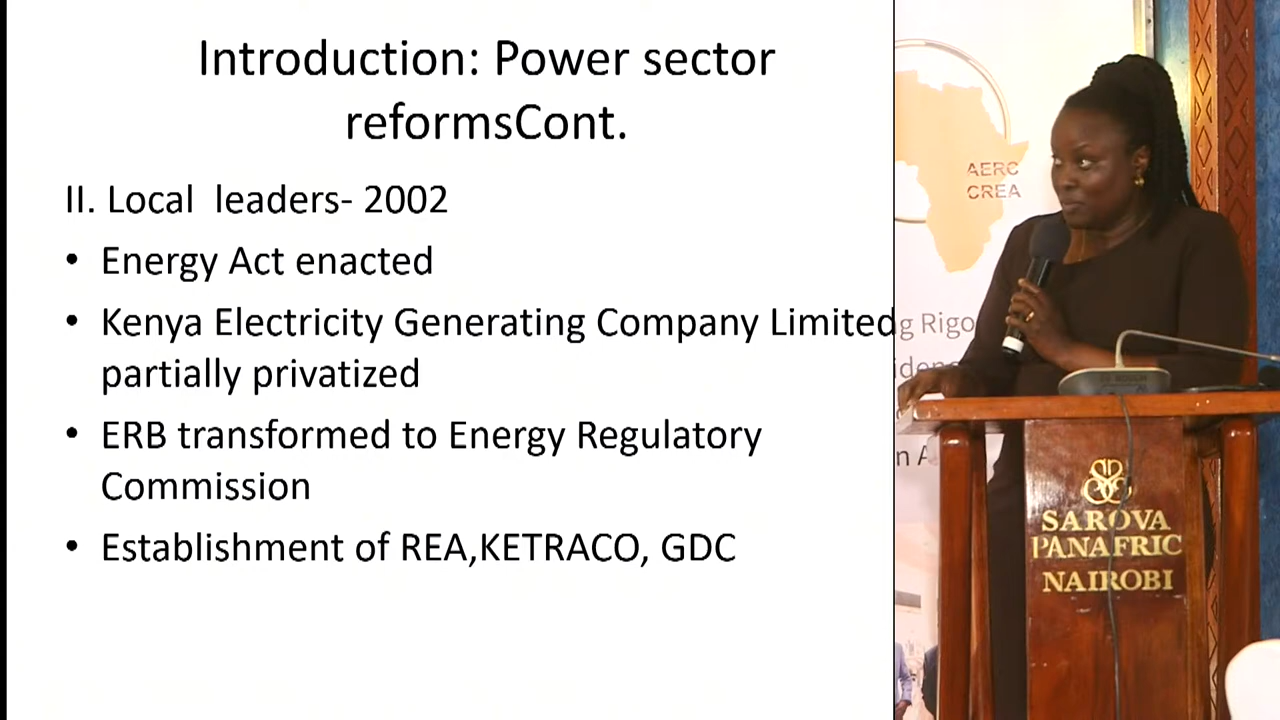 Introduction: Power sector
reformsCont.
II. Local leaders- 2002
• Energy Act enacted
• Kenya Electricity Generating Company Limited
partially privatized
• ERB transformed to Energy Regulatory
Commission
• Establishment of REA,KETRACO, GDC
AERC
CREA
g Rigo
SAROVA
PANAFRIC
NAIROBI